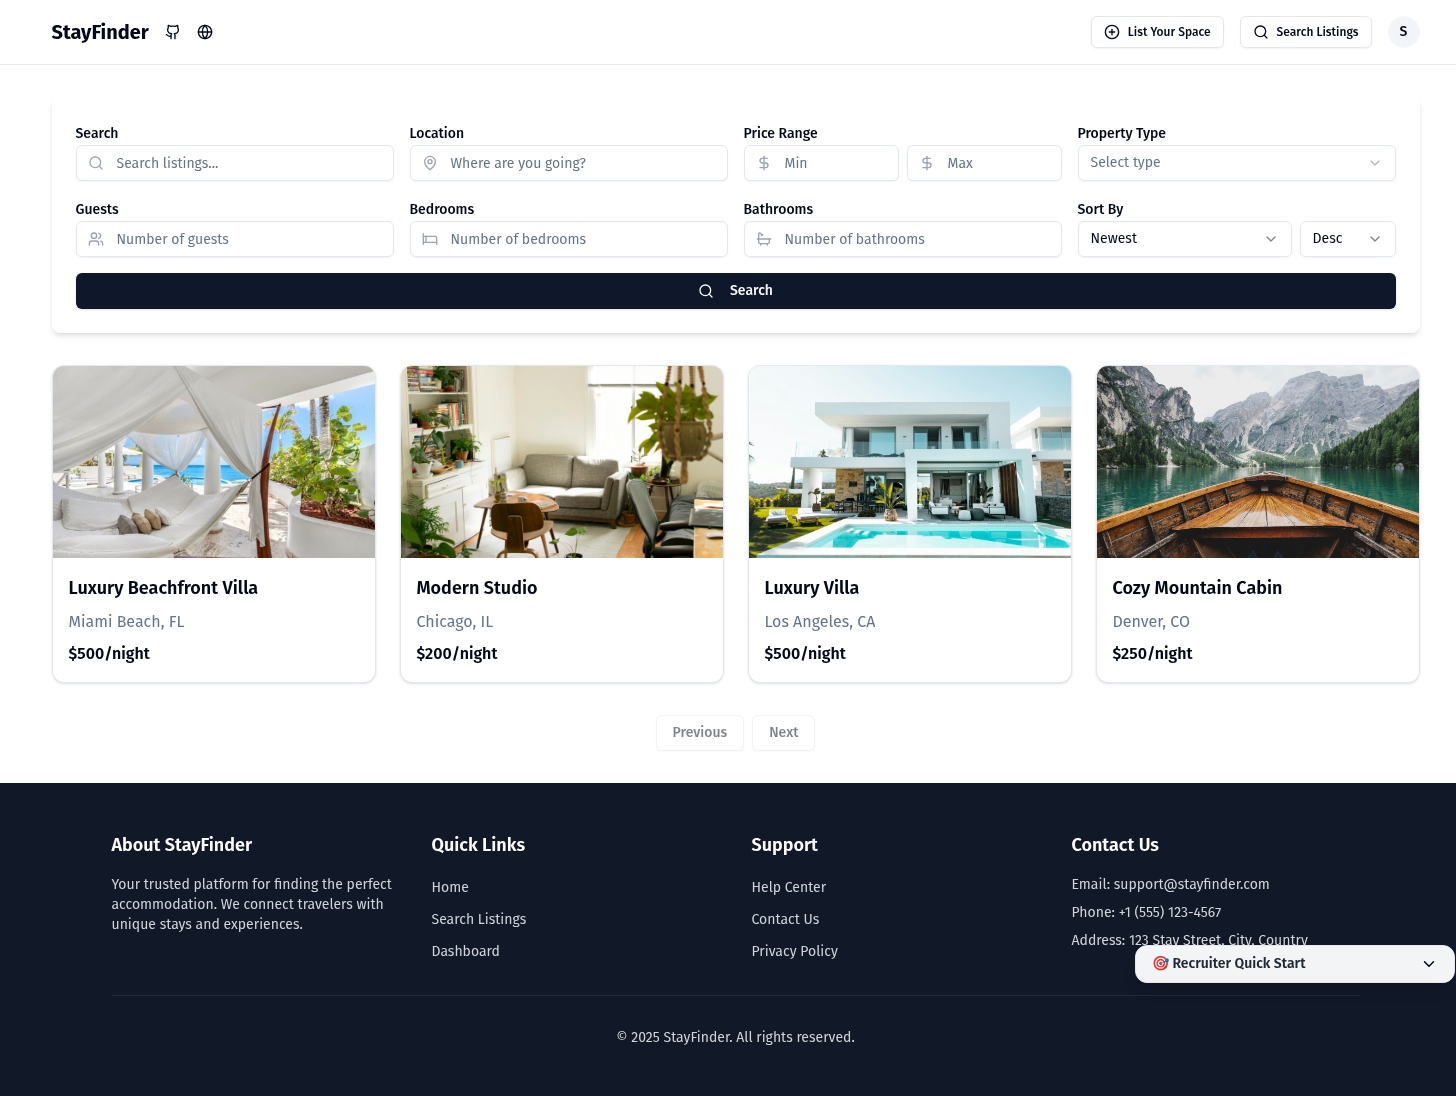 StayFinder
List Your Space
Search Listings
S
Search
Location
Price Range
Property Type
Search listings...
Where are you going?
Min
Max
Select type
Guests
Bedrooms
Bathrooms
Sort By
Number of guests
Number of bedrooms
Number of bathrooms
Newest
Desc
Search
Luxury Beachfront Villa
Miami Beach, FL
$500/night
Modern Studio
Chicago, IL
$200/night
Luxury Villa
Los Angeles, CA
$500/night
Cozy Mountain Cabin
Denver, CO
$250/night
Previous
Next
About StayFinder
Your trusted platform for finding the perfect
accommodation. We connect travelers with
unique stays and experiences.
Quick Links
Home
Search Listings
Dashboard
Support
Help Center
Contact Us
Privacy Policy
Contact Us
Email: support@stayfinder.com
Phone: +1 (555) 123-4567
Address: 123 Stay Street, City, Country
🎯 Recruiter Quick Start
© 2025 StayFinder. All rights reserved.